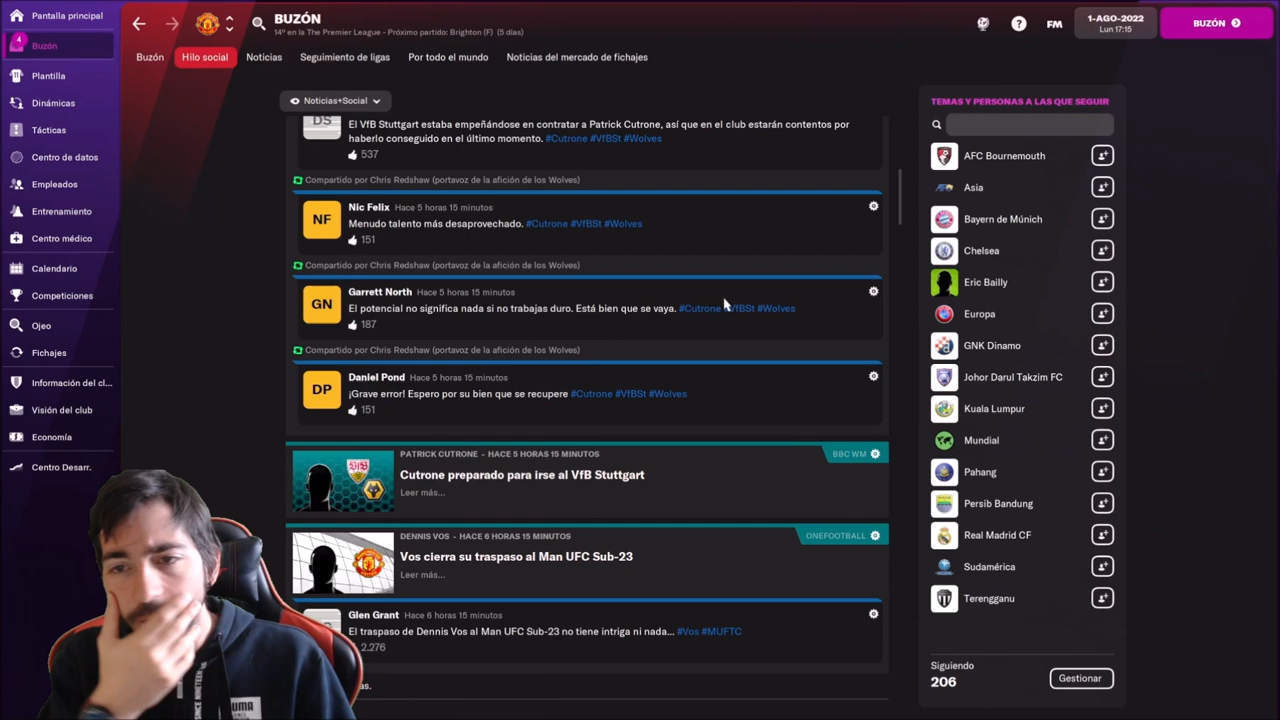 Pantalla principal
4
Buzón
Plantilla
Dinámicas
Tácticas
Centro de datos
Empleados
Entrenamiento
Centro médico
Calendario
Competiciones
Ojeo
Fichajes
Información del cl...
Visión del club
Economía
Centro Desarr.
BUZÓN
14º en la The Premier League - Próximo partido: Brighton (F) (5 días)
FM
1-AGO-2022
Lun 17:15
BUZÓN
Buzón
Hilo social
Noticias
Seguimiento de ligas
Por todo el mundo
Noticias del mercado de fichajes
Noticias+Social
DS
El VfB Stuttgart estaba empeñándose en contratar a Patrick Cutrone, así que en el club estarán contentos por
haberlo conseguido en el último momento. #Cutrone #VfBSt #Wolves
537
Compartido por Chris Redshaw (portavoz de la afición de los Wolves)
NF
Nic Felix Hace 5 horas 15 minutos
Menudo talento más desaprovechado. #Cutrone #VfBSt #Wolves
151
Compartido por Chris Redshaw (portavoz de la afición de los Wolves)
GN
Garrett North Hace 5 horas 15 minutos
El potencial no significa nada si no trabajas duro. Está bien que se vaya. #Cutrone #VfBSt #Wolves
187
Compartido por Chris Redshaw (portavoz de la afición de los Wolves)
DP
Daniel Pond Hace 5 horas 15 minutos
¡Grave error! Espero por su bien que se recupere #Cutrone #VfBSt #Wolves
151
PATRICK CUTRONE - HACE 5 HORAS 15 MINUTOS
BBC WM
Cutrone preparado para irse al VfB Stuttgart
Leer más...
DENNIS VOS - HACE 6 HORAS 15 MINUTOS
ONEFOOTBALL
Vos cierra su traspaso al Man UFC Sub-23
Leer más...
Glen Grant Hace 6 horas 15 minutos
El traspaso de Dennis Vos al Man UFC Sub-23 no tiene intriga ni nada... #Vos #MUFTC
2.276
TEMAS Y PERSONAS A LAS QUE SEGUIR
AFC Bournemouth
Asia
Bayern de Múnich
Chelsea
Eric Bailly
Europa
GNK Dinamo
Johor Darul Takzim FC
Kuala Lumpur
Mundial
Pahang
Persib Bandung
Real Madrid CF
Sudamérica
Terengganu
Siguiendo
206
Gestionar
PUMA